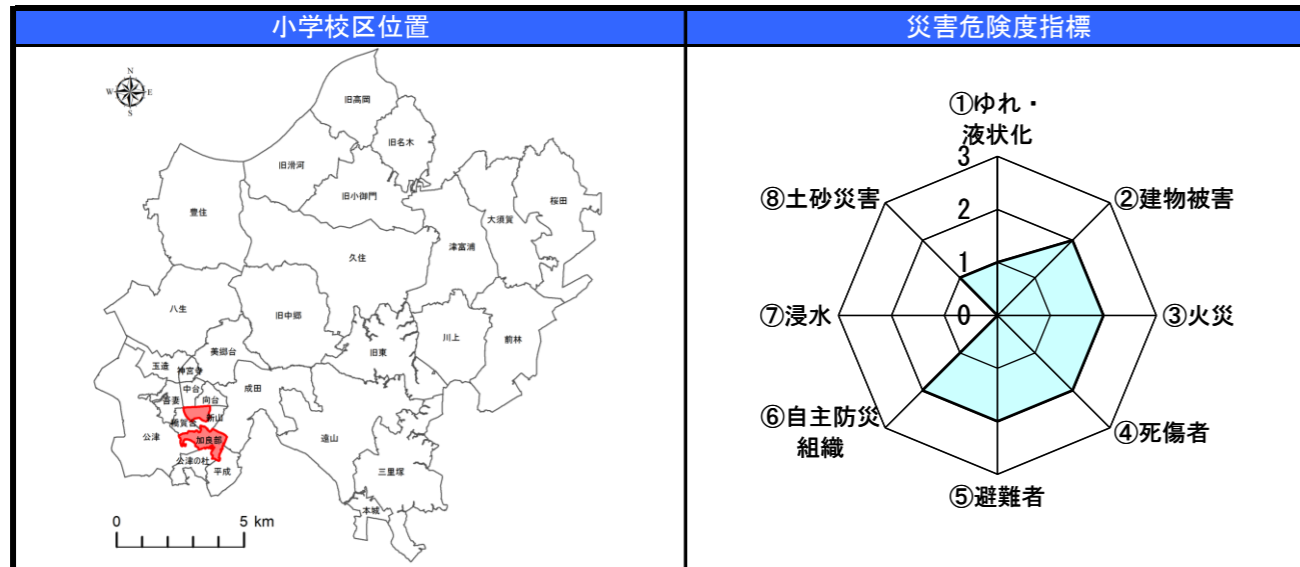 小学校区位置
災害危険度指標
N
W
E
S
旧高岡
旧名木
旧滑河
旧小御門
桜田
大須賀
豊住
津富浦
久住
八生
旧中郷
川上
前林
旧東
美郷台
玉造
神宮寺
中台
成田
吾妻
向台
新山
橋賀台
公津
加良部
遠山
公津の杜
平成
三里塚
本城
0
5 km
①ゆれ・
液状化
3
⑧土砂災害
②建物被害
2
1
⑦浸水
0
③火災
⑥自主防災
組織
④死傷者
⑤避難者